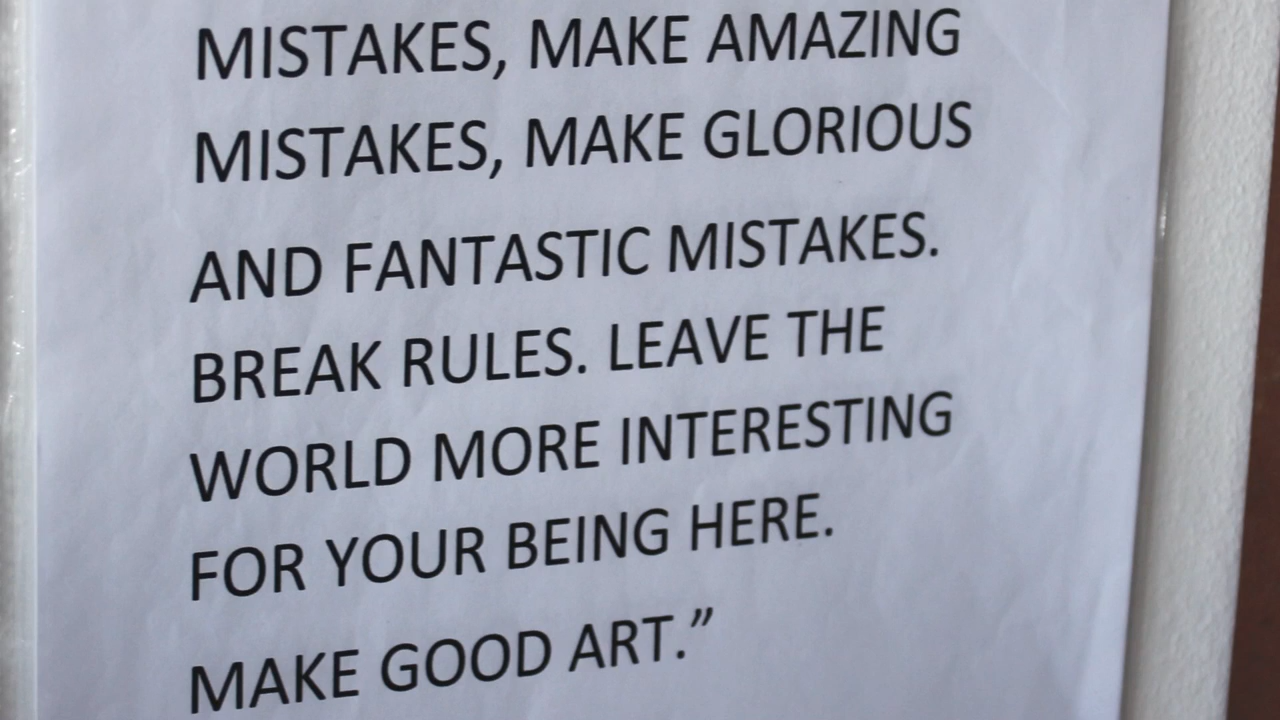 MISTAKES, MAKE AMAZING
MISTAKES, MAKE GLORIOUS
AND FANTASTIC MISTAKES.
BREAK RULES. LEAVE THE
WORLD MORE INTERESTING
FOR YOUR BEING HERE.
MAKE GOOD ART.”